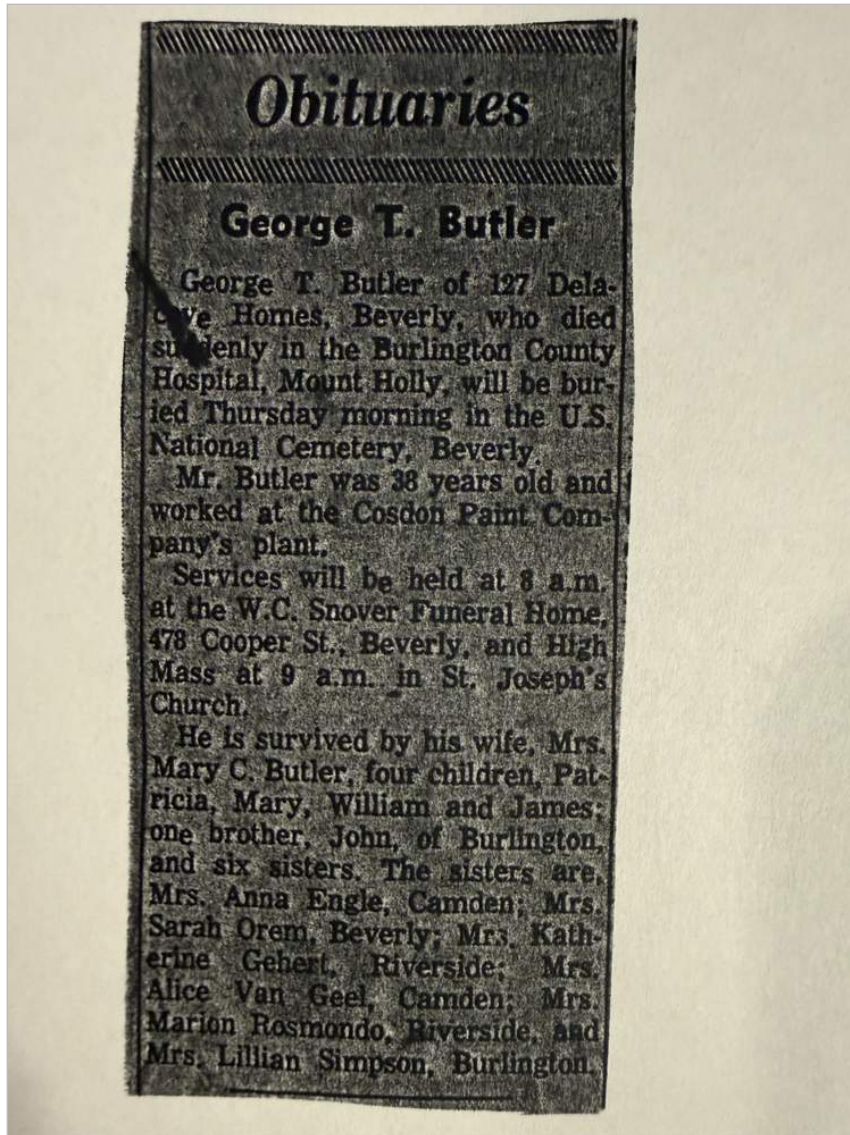 Obituaries
George T. Butler
George T. Butler of 127 Dela-
cove Homes, Beverly, who died
suddenly in the Burlington County
Hospital, Mount Holly, will be bur-
ied Thursday morning in the U.S.
National Cemetery, Beverly.
Mr. Butler was 38 years old and
worked at the Cosdon Paint Com-
pany's plant.
Services will be held at 8 a.m.
at the W.C. Snover Funeral Home,
478 Cooper St., Beverly, and High
Mass at 9 a.m. in St. Joseph's
Church.
He is survived by his wife, Mrs.
Mary C. Butler, four children, Pat-
ricia, Mary, William and James;
one brother, John, of Burlington,
and six sisters. The sisters are,
Mrs. Anna Engle, Camden; Mrs.
Sarah Orem, Beverly; Mrs. Kath-
erine Gehert, Riverside; Mrs.
Alice Van Geel, Camden; Mrs.
Marion Rosmondo, Riverside, and
Mrs. Lillian Simpson, Burlington.